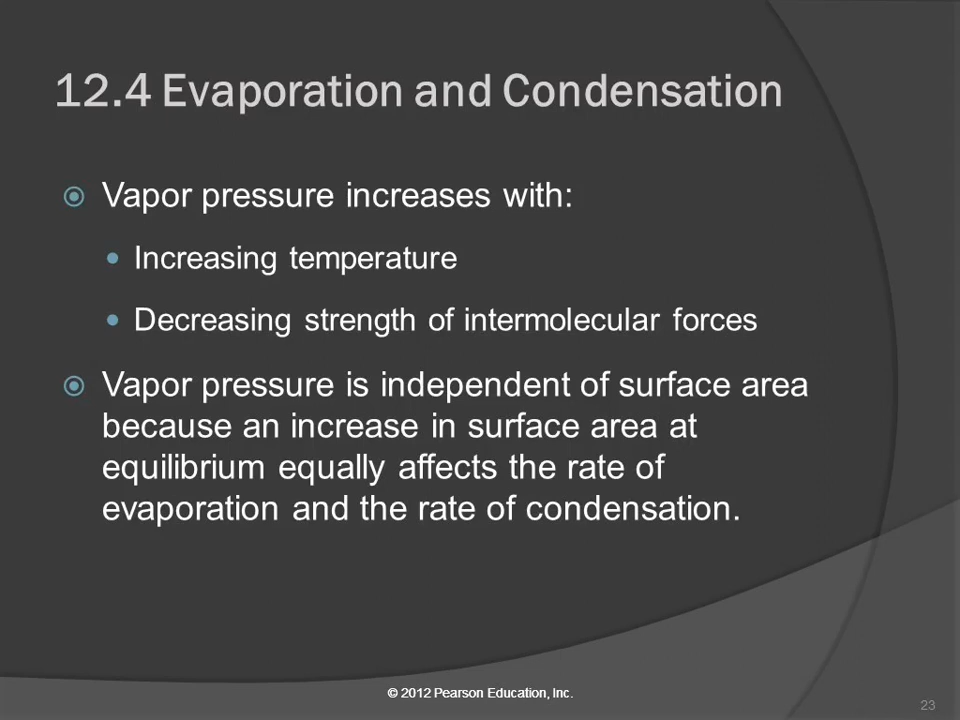 12.4 Evaporation and Condensation
Vapor pressure increases with:
Increasing temperature
Decreasing strength of intermolecular forces
Vapor pressure is independent of surface area
because an increase in surface area at
equilibrium equally affects the rate of
evaporation and the rate of condensation.
© 2012 Pearson Education, Inc.
23